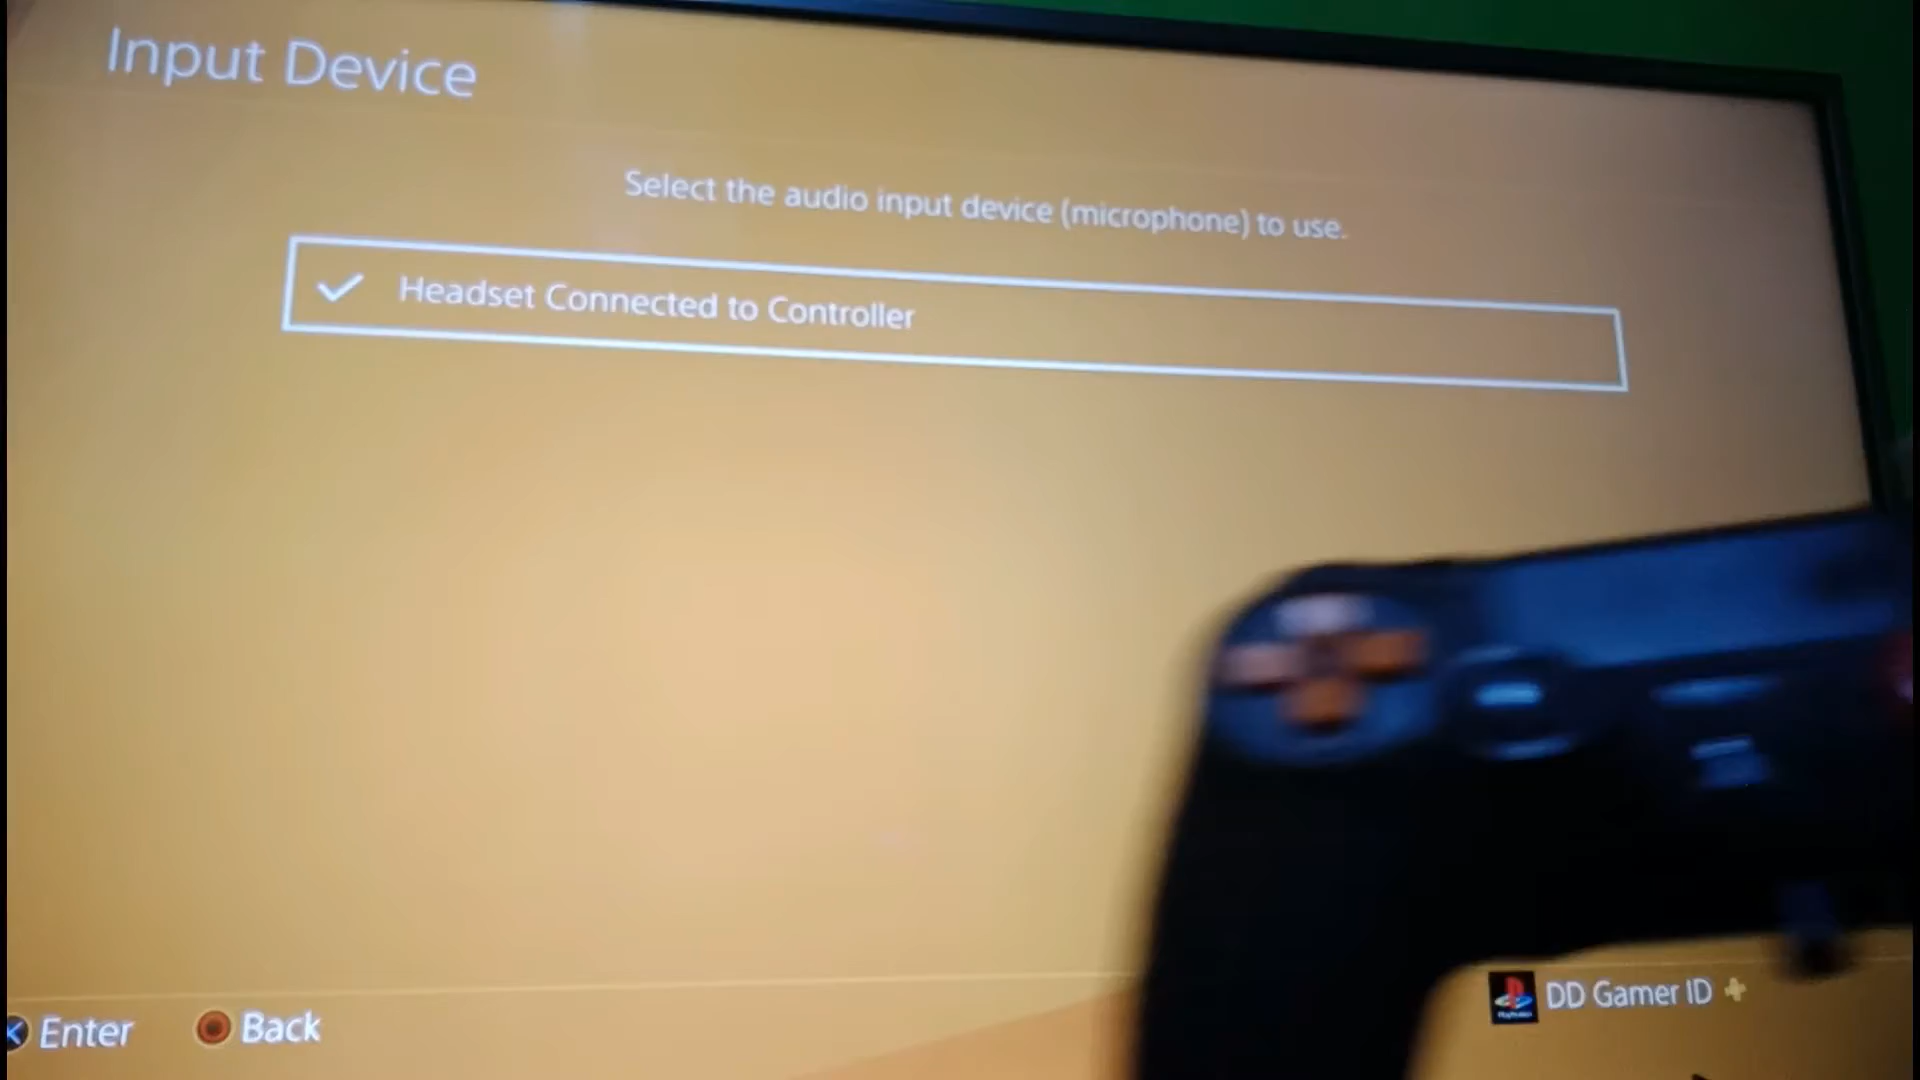 Input Device
Select the audio input device (microphone) to use.
Headset Connected to Controller
Enter
Back
DD Gamer ID